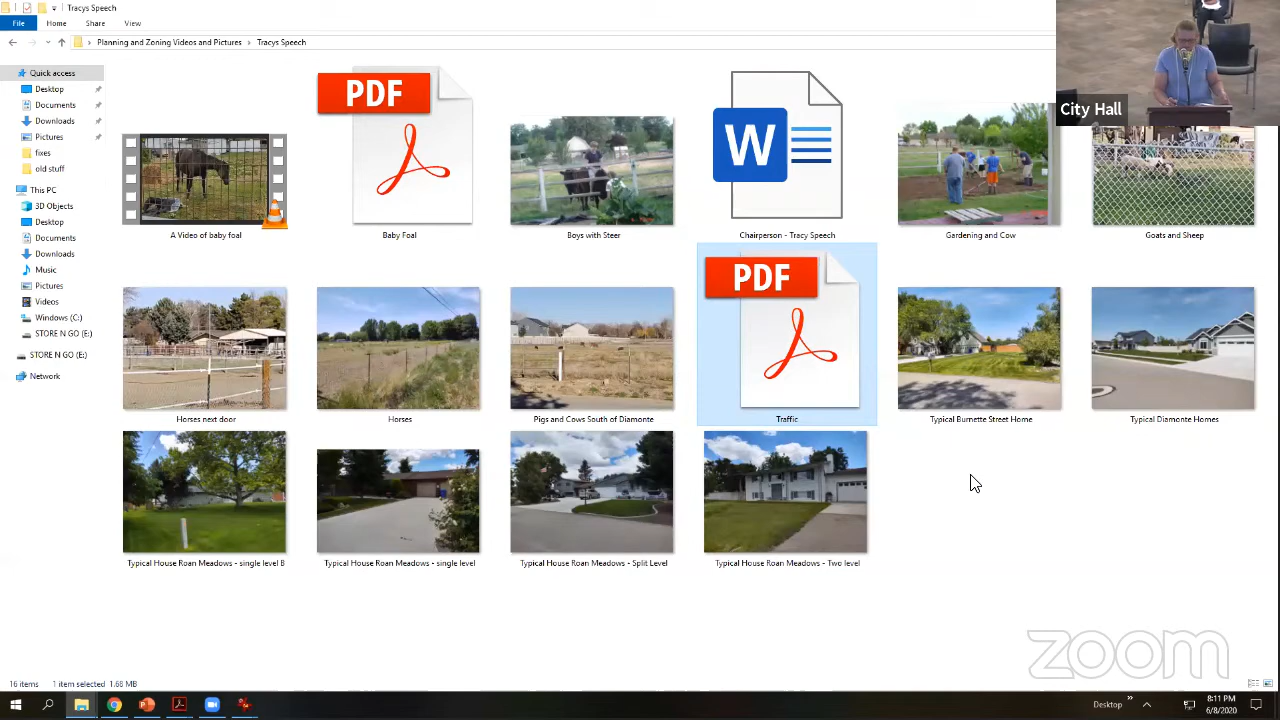 Tracys Speech
File Home Share View
Planning and Zoning Videos and Pictures > Tracys Speech
City Hall
Quick access
Desktop
Documents
Downloads
Pictures
fixes
old stuff
This PC
3D Objects
Desktop
Documents
Downloads
Music
Pictures
Videos
Windows (C:)
STORE N GO (E:)
STORE N GO (E:)
Network
PDF
W
A Video of baby foal
Baby Foal
Boys with Steer
Chairperson - Tracy Speech
Gardening and Cow
Goats and Sheep
PDF
Horses next door
Horses
Pigs and Cows South of Diamonte
Traffic
Typical Burnette Street Home
Typical Diamonte Homes
Typical House Roan Meadows - single level B
Typical House Roan Meadows - single level
Typical House Roan Meadows - Split Level
Typical House Roan Meadows - Two level
zoom
16 items 1 item selected 1.68 MB
Desktop
8:11 PM
6/8/2020